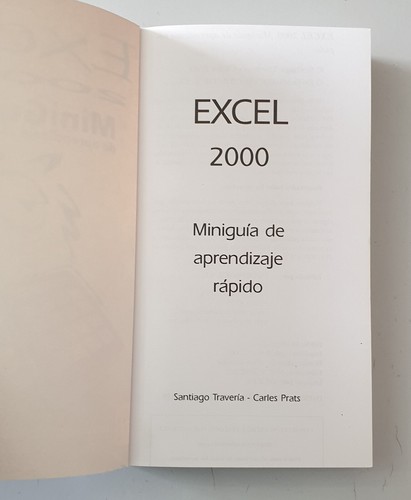 EXCEL
2000
Miniguía de
aprendizaje
rápido
Santiago Travería - Carles Prats